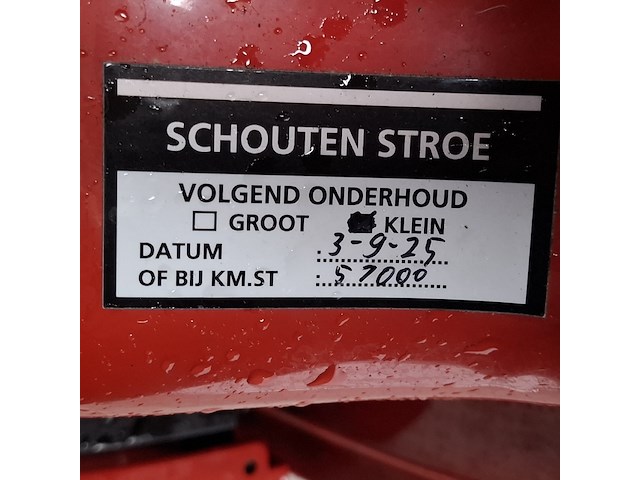 SCHOUTEN STROE
VOLGEND ONDERHOUD
GROOT KLEIN
DATUM : 3-9-25
OF BIJ KM.ST : 57000